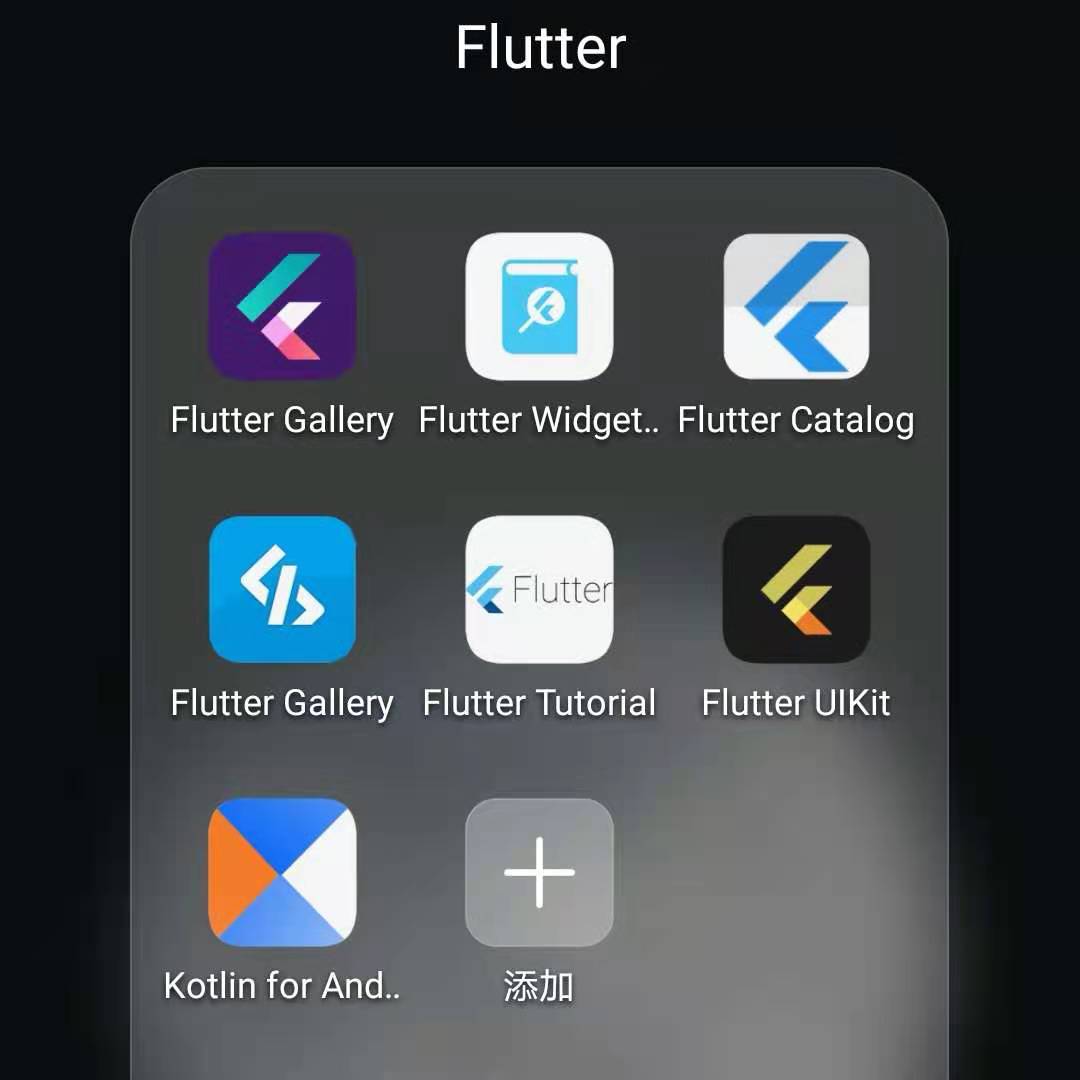 Flutter
Flutter Gallery
Flutter Widget..
Flutter Catalog
Flutter
Flutter Gallery
Flutter Tutorial
Flutter UIKit
Kotlin for And..
添加